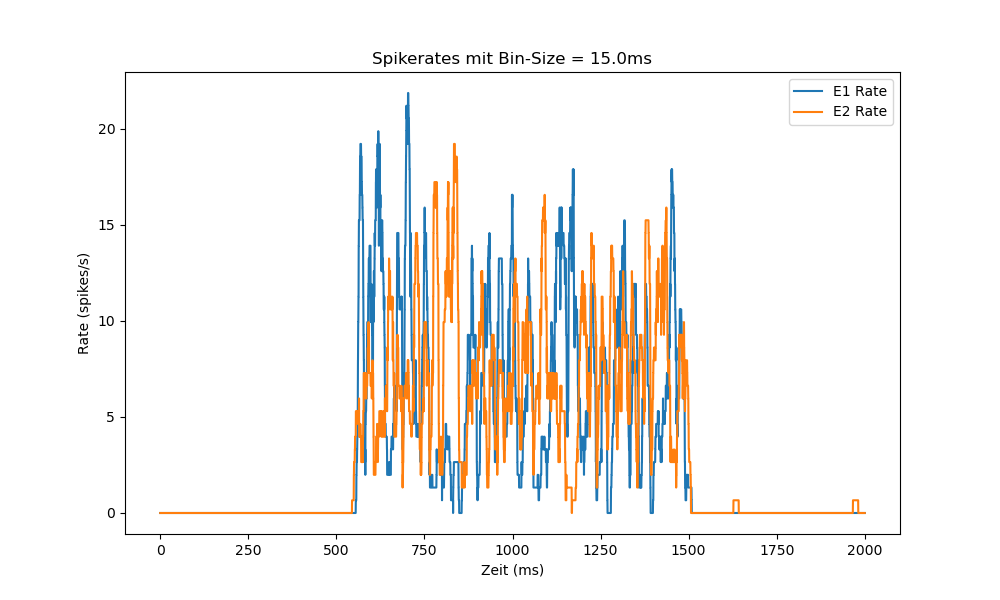 Spikerates mit Bin-Size = 15.0ms
E1 Rate
E2 Rate
Rate (spikes/s)
20
15
10
5
0
0 250 500 750 1000 1250 1500 1750 2000
Zeit (ms)